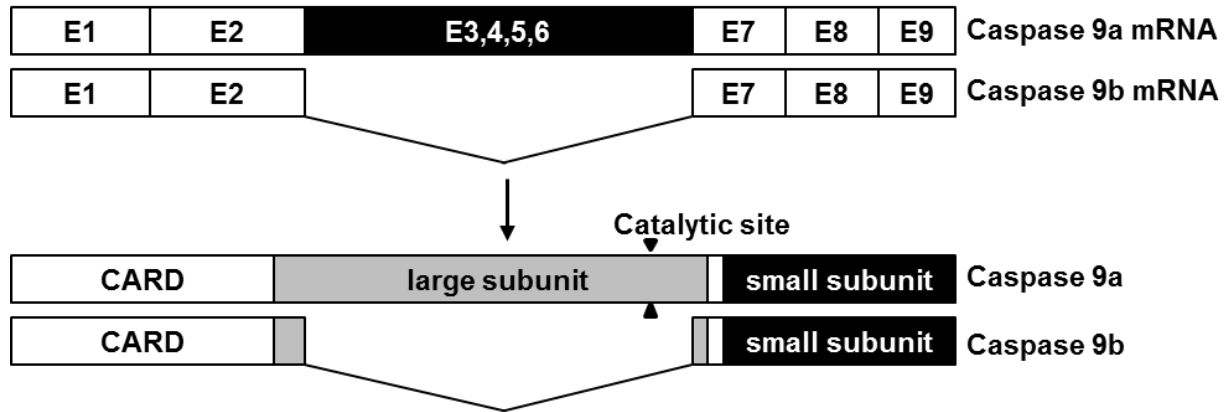 E1 E2 E3,4,5,6 E7 E8 E9 Caspase 9a mRNA
E1 E2 E7 E8 E9 Caspase 9b mRNA
Catalytic site
CARD large subunit small subunit Caspase 9a
CARD small subunit Caspase 9b